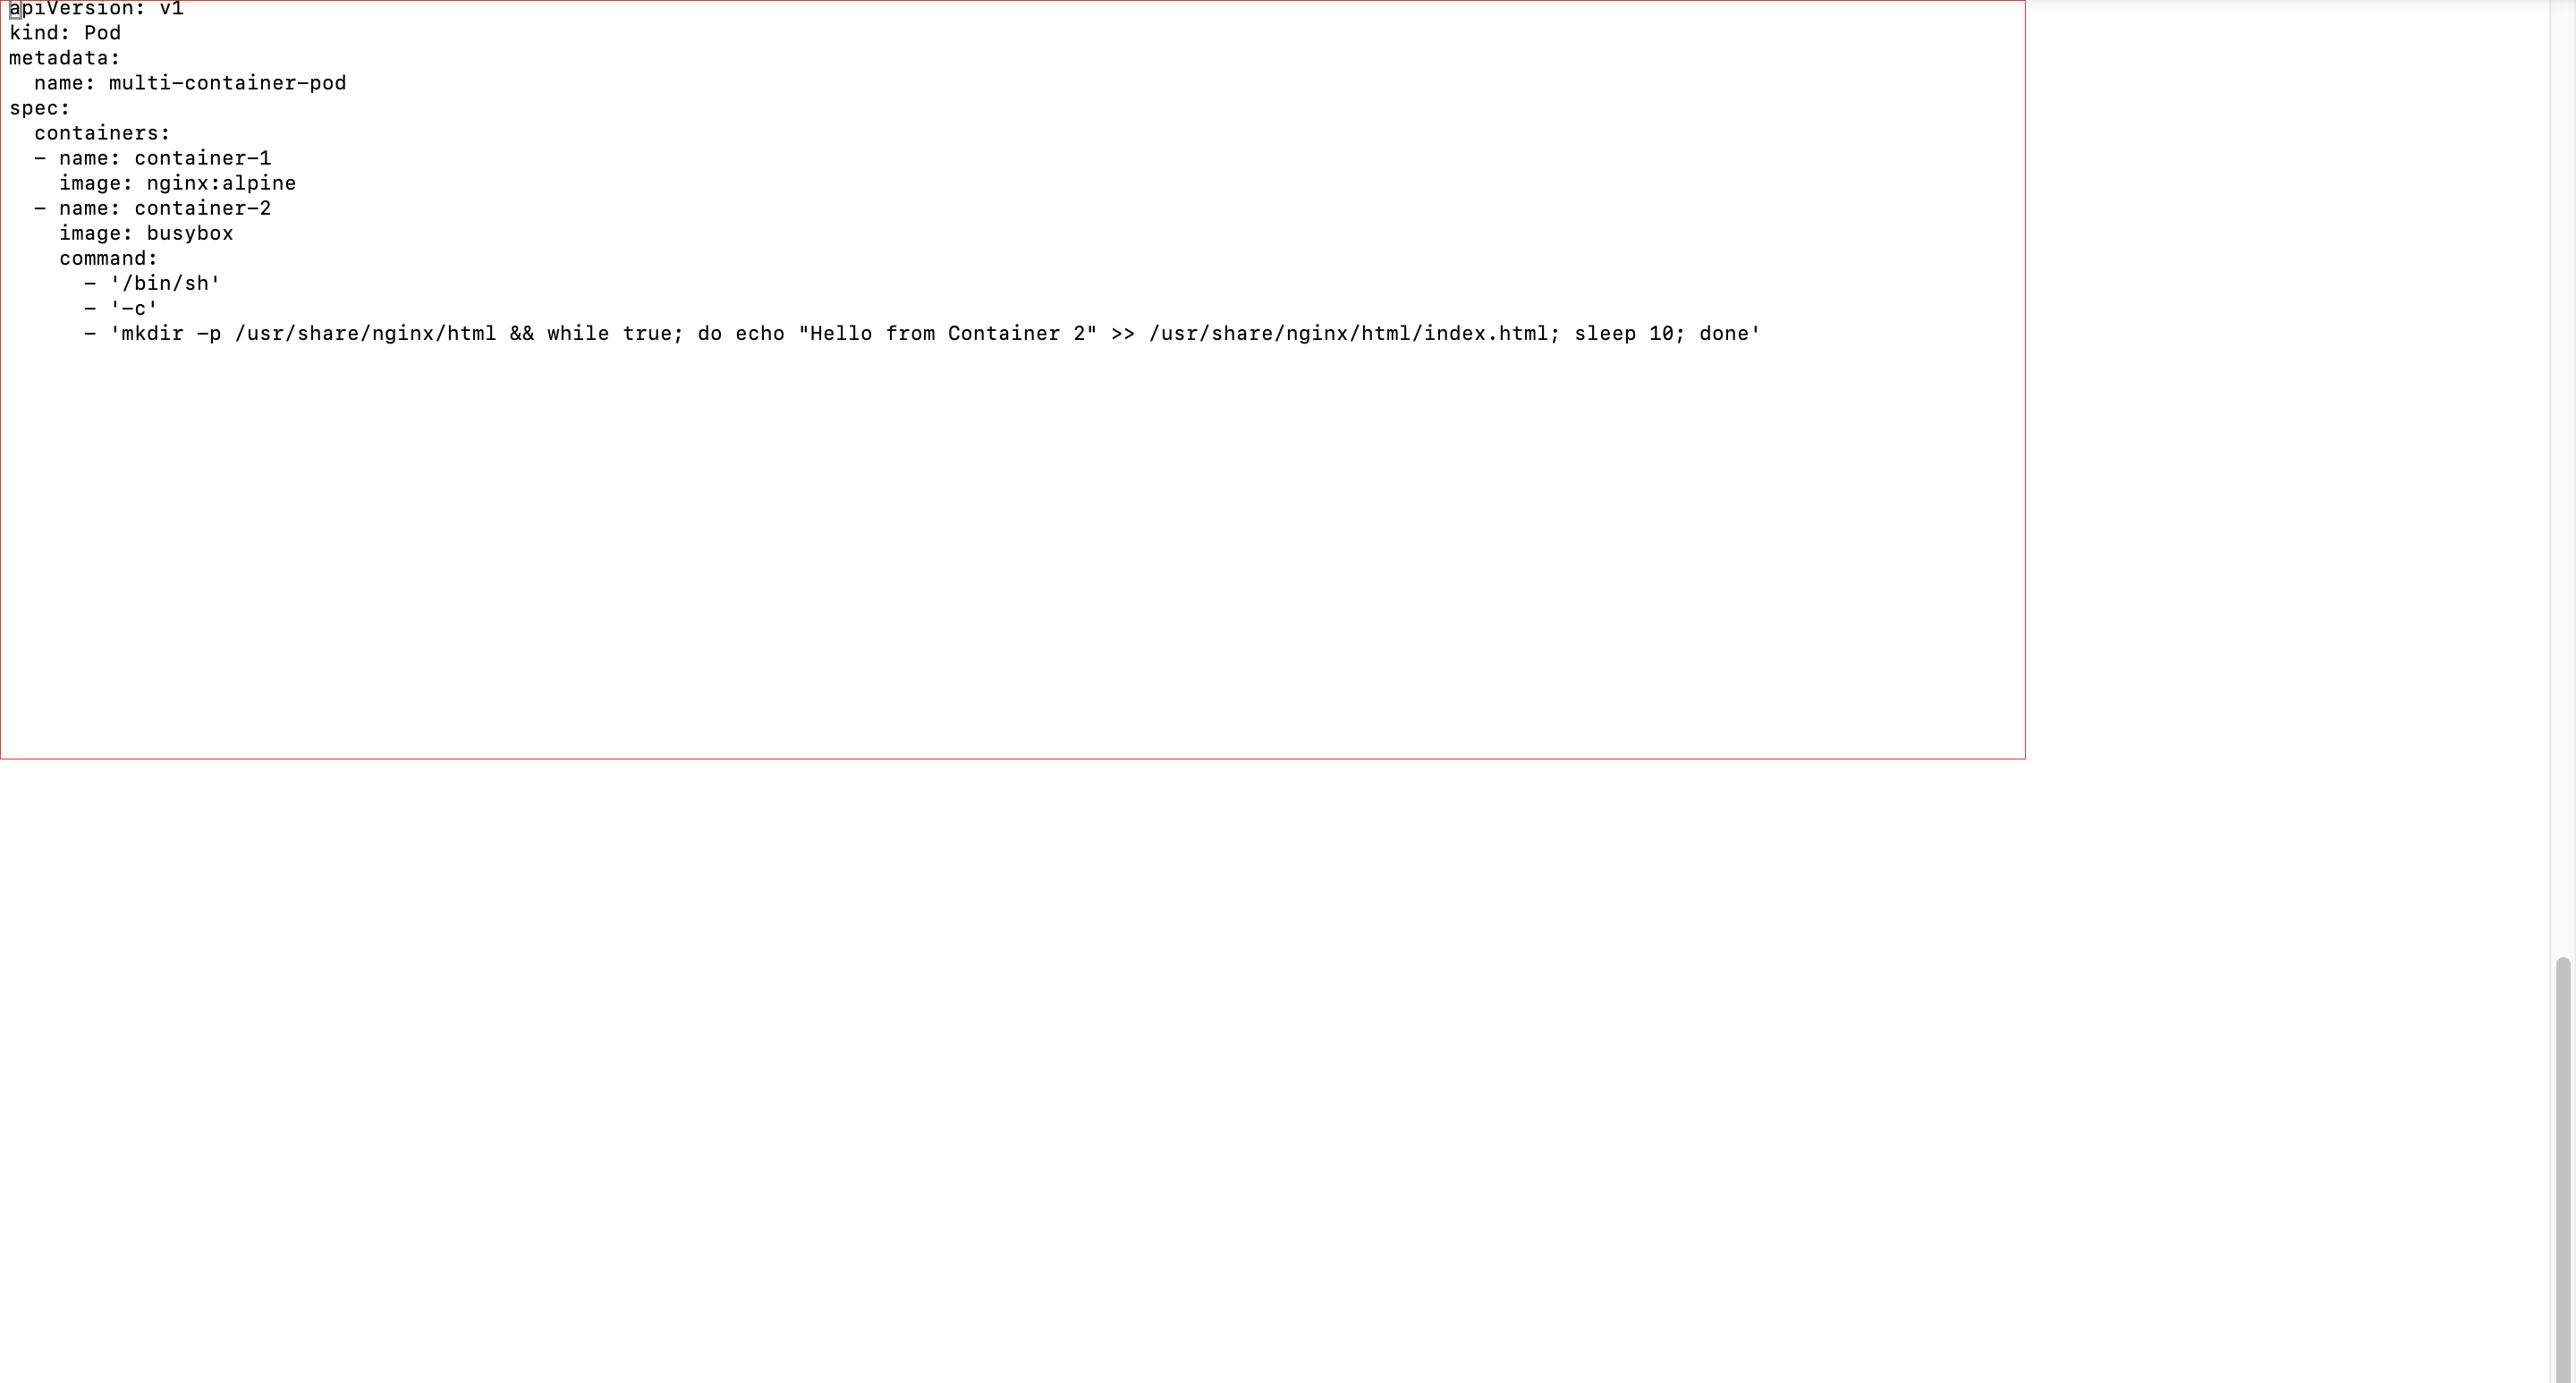 apiVersion: v1
kind: Pod
metadata:
  name: multi-container-pod
spec:
  containers:
  - name: container-1
    image: nginx:alpine
  - name: container-2
    image: busybox
    command:
      - '/bin/sh'
      - '-c'
      - 'mkdir -p /usr/share/nginx/html && while true; do echo "Hello from Container 2" >> /usr/share/nginx/html/index.html; sleep 10; done'